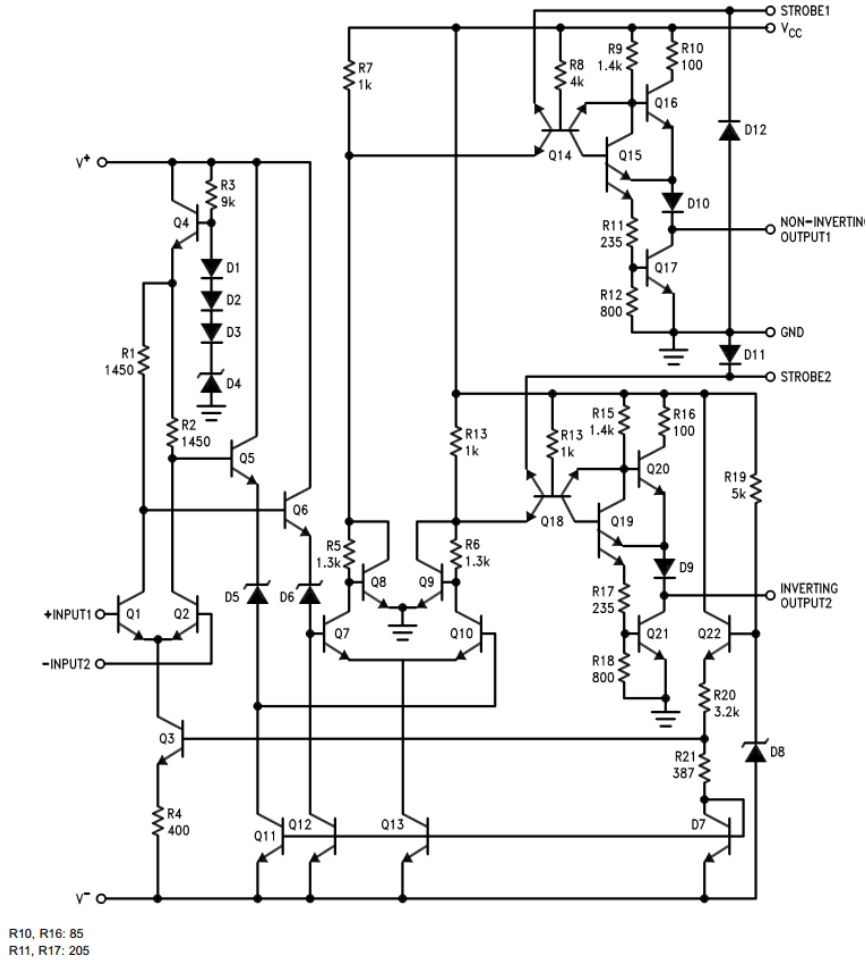 STROBE1
VCC
R7
1k
R8
4k
R9
1.4k
R10
100
Q16
Q14
Q15
D12
V+
R3
9k
Q4
D10
NON-INVERTING
OUTPUT1
R11
235
Q17
D1
D2
D3
D4
R12
800
GND
D11
STROBE2
R1
1450
R2
1450
Q5
Q6
R13
1k
R13
1k
R15
1.4k
R16
100
Q20
R19
5k
Q18
Q19
D9
INVERTING
OUTPUT2
R5
1.3k
Q8
Q9
R6
1.3k
R17
235
D5
D6
+INPUT1
Q1
Q2
Q7
Q10
Q21
Q22
-INPUT2
R18
800
R20
3.2k
Q3
R21
387
D8
R4
400
Q11
Q12
Q13
D7
V-
R10, R16: 85
R11, R17: 205